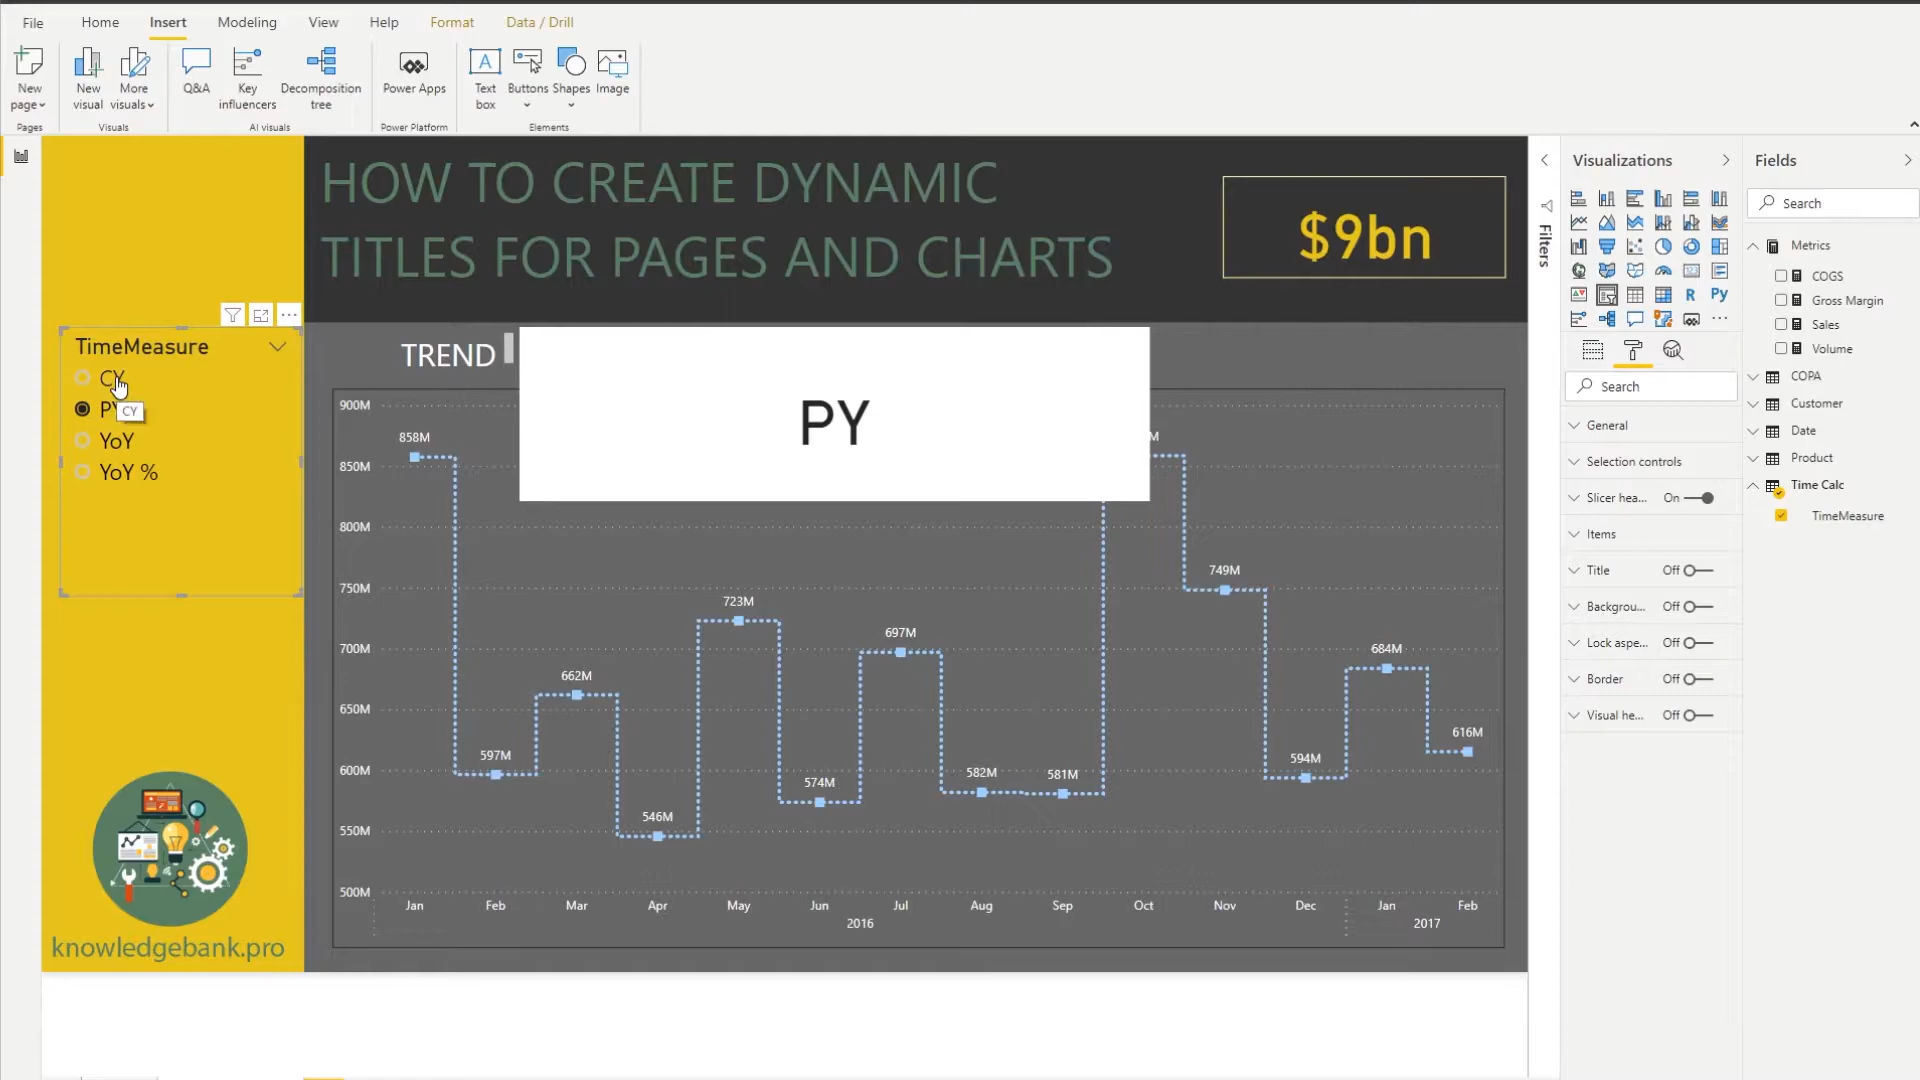 File
Home
Insert
Modeling
View
Help
Format
Data / Drill
New
page
New
visual
More
visuals
Q&A
Key
influencers
Decomposition
tree
Power Apps
Text
box
Buttons
Shapes
Image
Pages
Visuals
AI visuals
Power Platform
Elements
HOW TO CREATE DYNAMIC
TITLES FOR PAGES AND CHARTS
$9bn
TimeMeasure
CY
CY
YoY
YoY %
knowledgebank.pro
TREND
PY
900M
850M
800M
750M
700M
650M
600M
550M
500M
858M
597M
662M
546M
723M
574M
697M
582M
581M
749M
594M
684M
616M
Jan
Feb
Mar
Apr
May
Jun
Jul
Aug
Sep
Oct
Nov
Dec
Jan
Feb
2016
2017
Filters
Visualizations
R
Py
Search
General
Selection controls
Slicer hea... On
Items
Title Off
Backgrou... Off
Lock aspe... Off
Border Off
Visual he... Off
Fields
Search
Metrics
COGS
Gross Margin
Sales
Volume
COPA
Customer
Date
Product
Time Calc
TimeMeasure